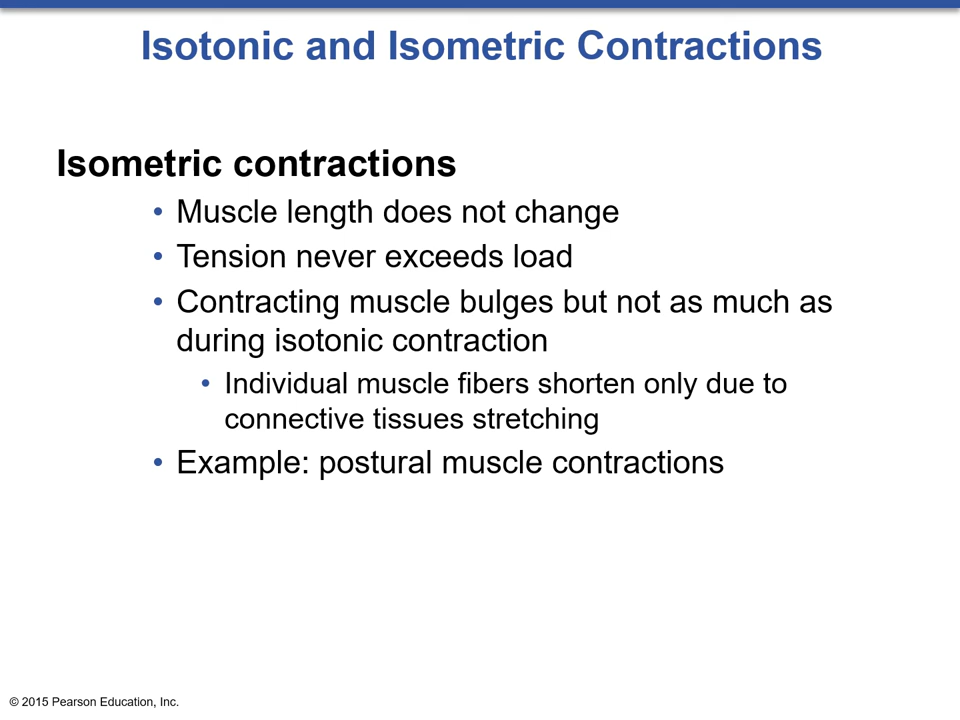 Isotonic and Isometric Contractions
Isometric contractions
• Muscle length does not change
• Tension never exceeds load
• Contracting muscle bulges but not as much as
during isotonic contraction
• Individual muscle fibers shorten only due to
connective tissues stretching
• Example: postural muscle contractions
© 2015 Pearson Education, Inc.